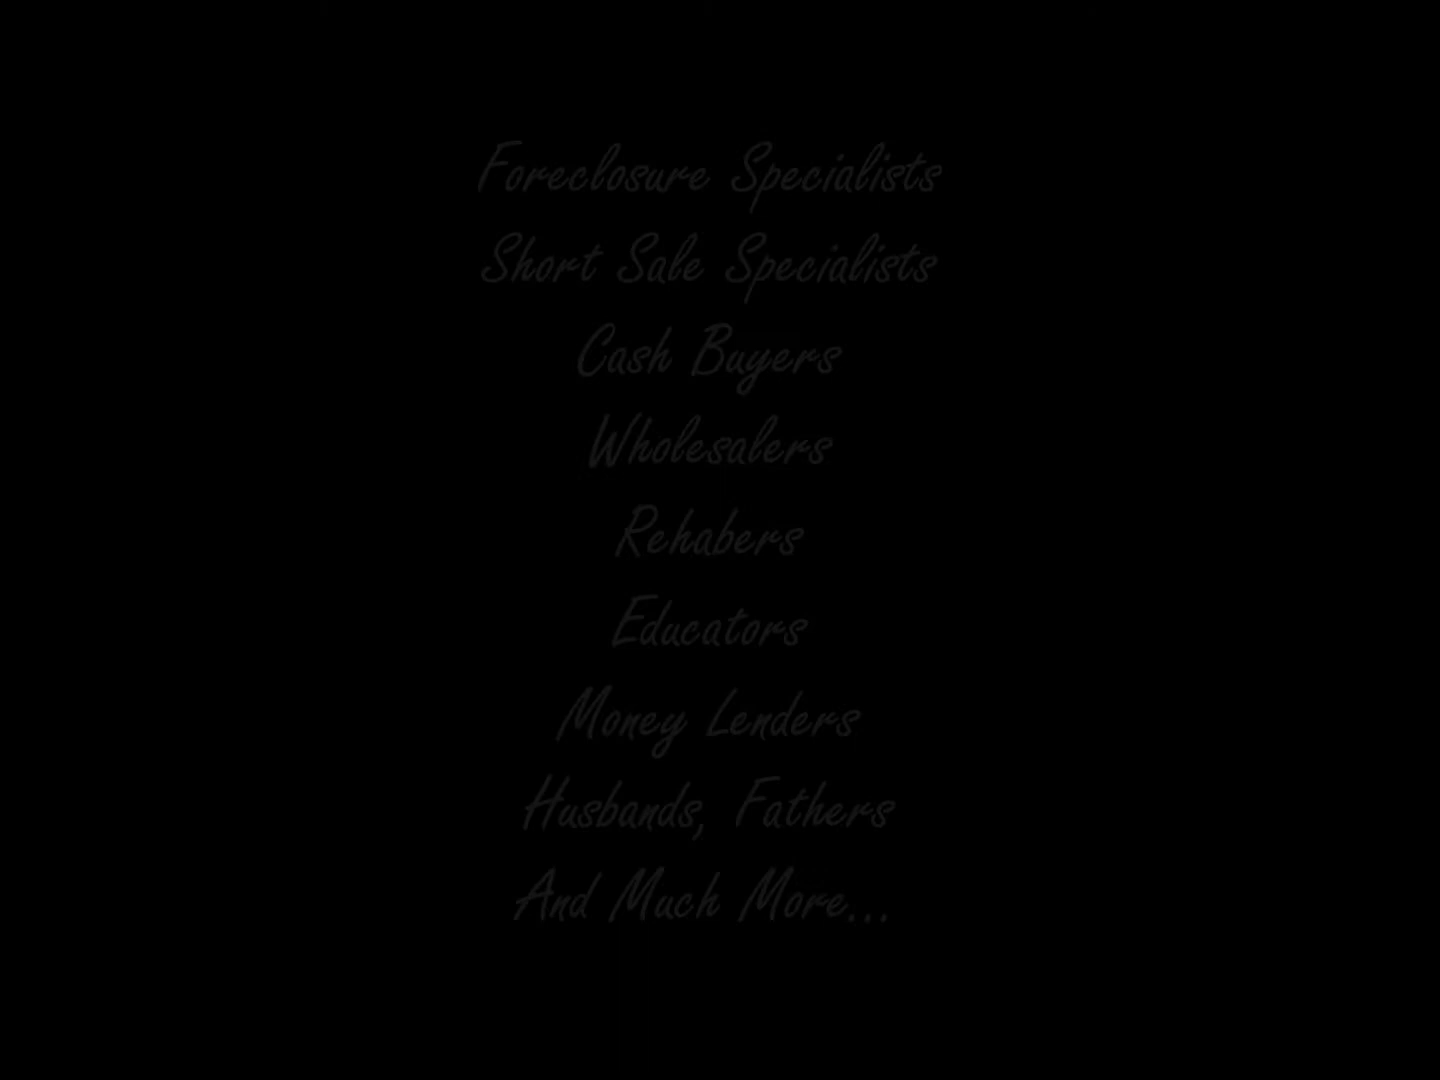 Foreclosure Specialists
Short Sale Specialists
Cash Buyers
Wholesalers
Rehabers
Educators
Money Lenders
Husbands, Fathers
And Much More...